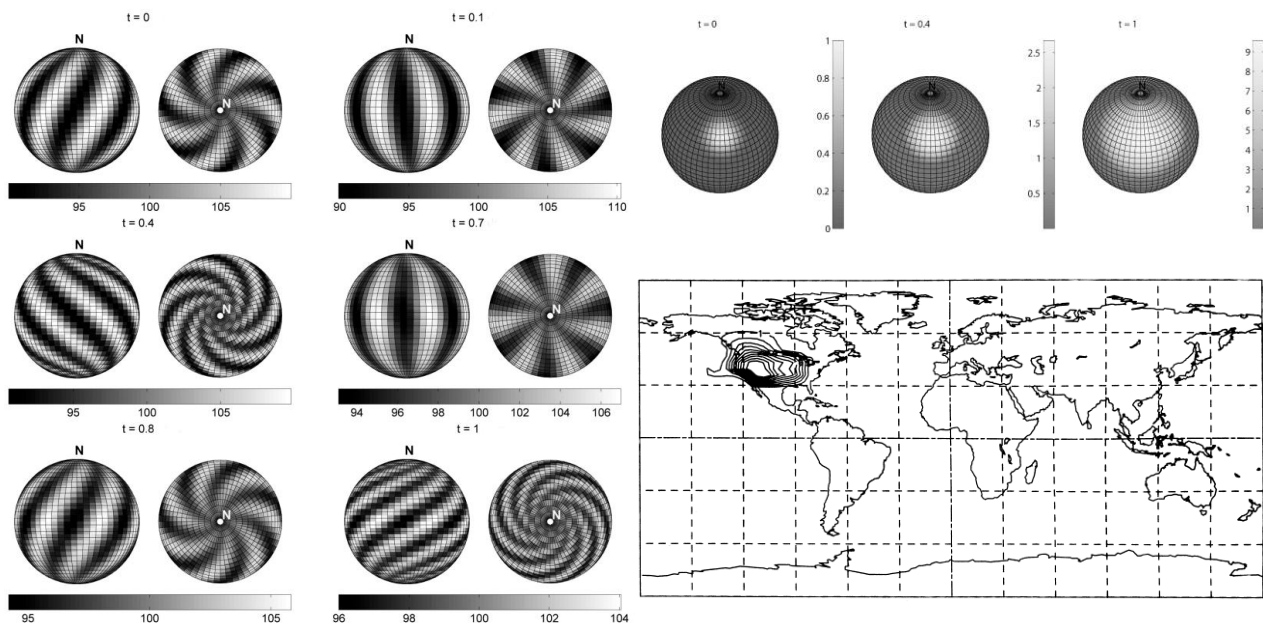 t = 0
N
N
95 100 105
t = 0.1
N
N
90 95 100 105 110
t = 0.4
N
N
95 100 105
t = 0.7
N
N
94 96 98 100 102 104 106
t = 0.8
N
N
95 100 105
t = 1
N
N
96 98 100 102 104
t = 0
N
1
0.8
0.6
0.4
0.2
0
t = 0.4
N
2.5
2
1.5
1
0.5
t = 1
N
9
8
7
6
5
4
3
2
1